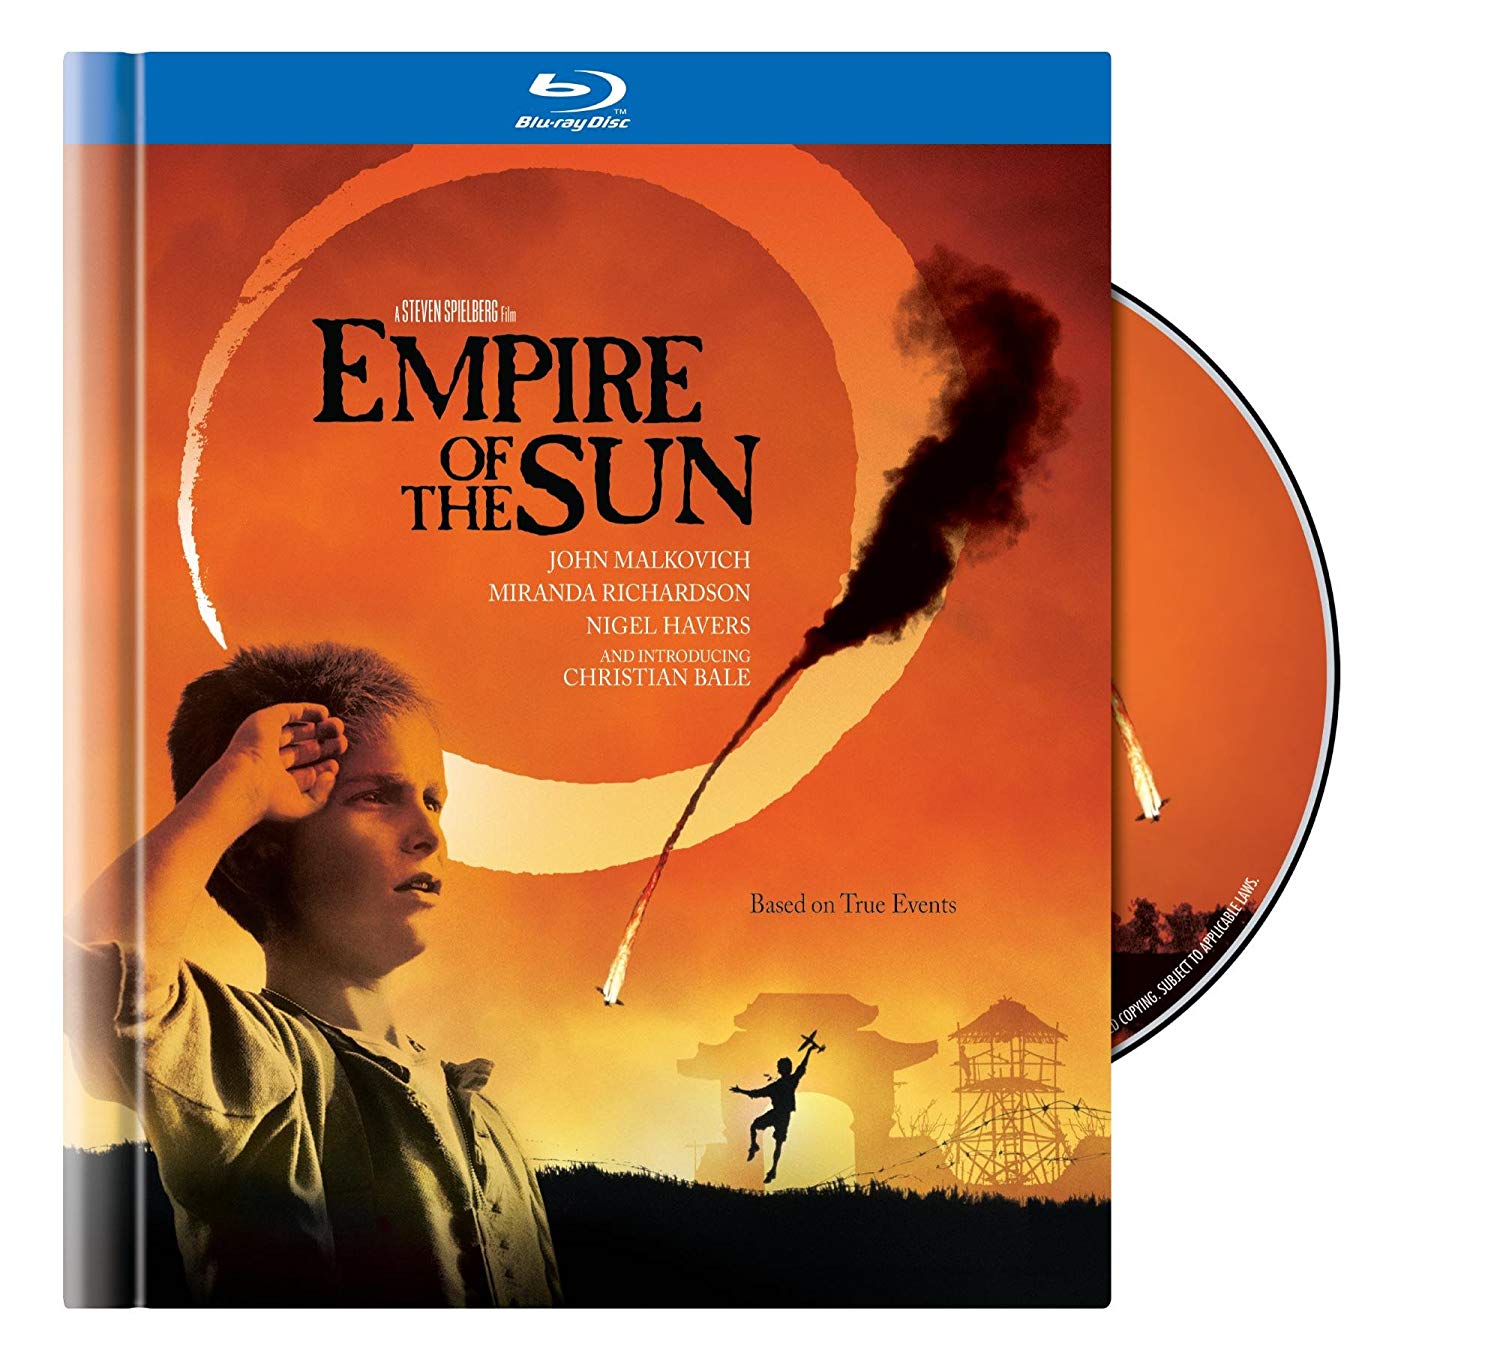 Blu-ray Disc™
A STEVEN SPIELBERG Film
EMPIRE
OF
THE SUN
JOHN MALKOVICH
MIRANDA RICHARDSON
NIGEL HAVERS
AND INTRODUCING
CHRISTIAN BALE
Based on True Events
COPYING. SUBJECT TO APPLICABLE LAWS.